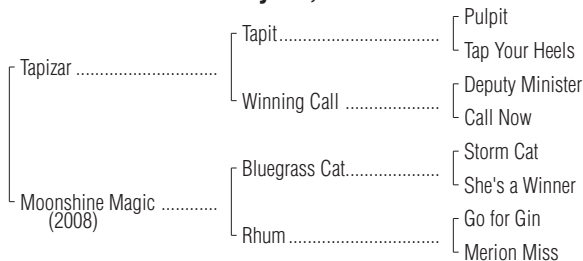 Pulpit
Tapit
Tap Your Heels
Tapizar
Deputy Minister
Winning Call
Call Now
Storm Cat
Bluegrass Cat
She's a Winner
Moonshine Magic
(2008)
Go for Gin
Rhum
Merion Miss